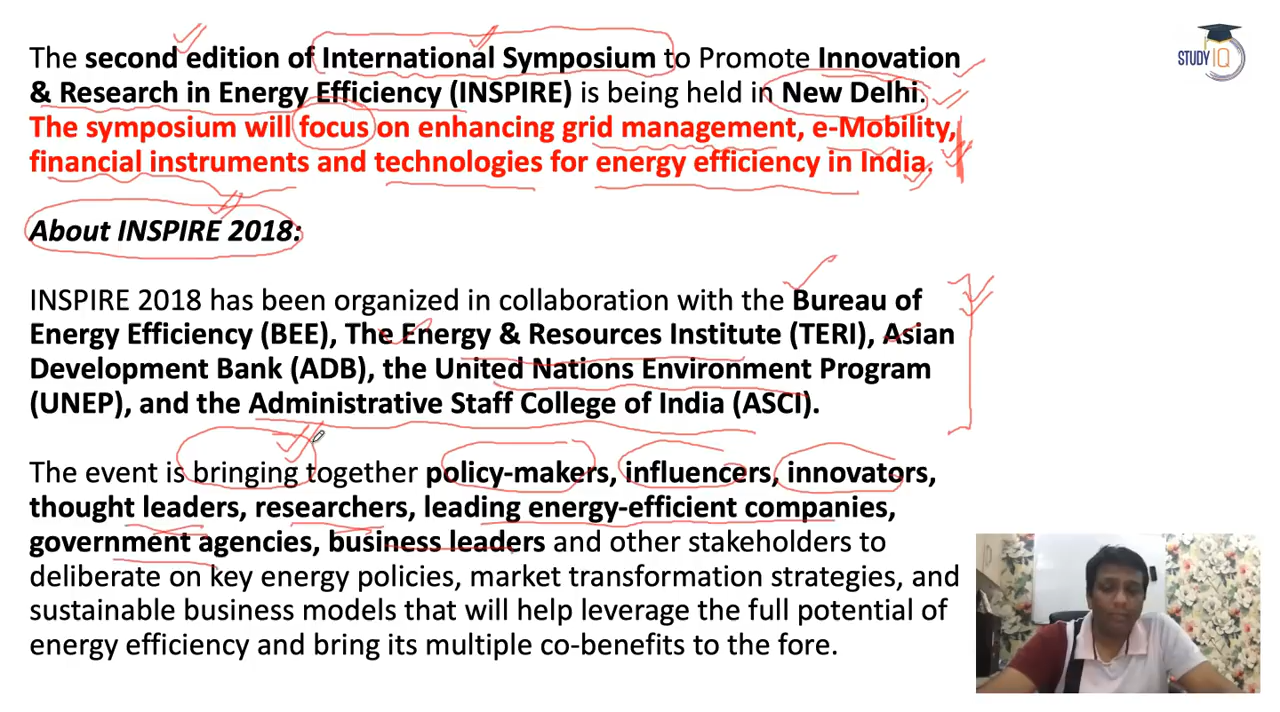 The second edition of International Symposium to Promote Innovation
& Research in Energy Efficiency (INSPIRE) is being held in New Delhi.
The symposium will focus on enhancing grid management, e-Mobility,
financial instruments and technologies for energy efficiency in India.
STUDY IQ
About INSPIRE 2018:
INSPIRE 2018 has been organized in collaboration with the Bureau of
Energy Efficiency (BEE), The Energy & Resources Institute (TERI), Asian
Development Bank (ADB), the United Nations Environment Program
(UNEP), and the Administrative Staff College of India (ASCI).
The event is bringing together policy-makers, influencers, innovators,
thought leaders, researchers, leading energy-efficient companies,
government agencies, business leaders and other stakeholders to
deliberate on key energy policies, market transformation strategies, and
sustainable business models that will help leverage the full potential of
energy efficiency and bring its multiple co-benefits to the fore.